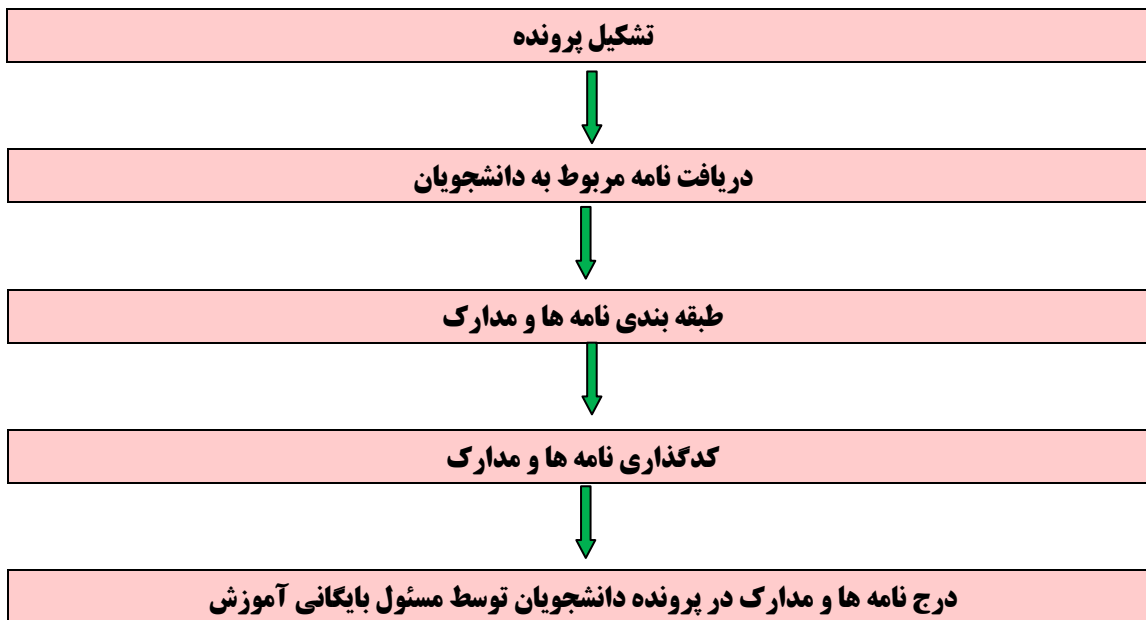 تشکیل پرونده
دریافت نامه مربوط به دانشجویان
طبقه بندی نامه ها و مدارک
کدگذاری نامه ها و مدارک
درج نامه ها و مدارک در پرونده دانشجویان توسط مسئول بایگانی آموزش